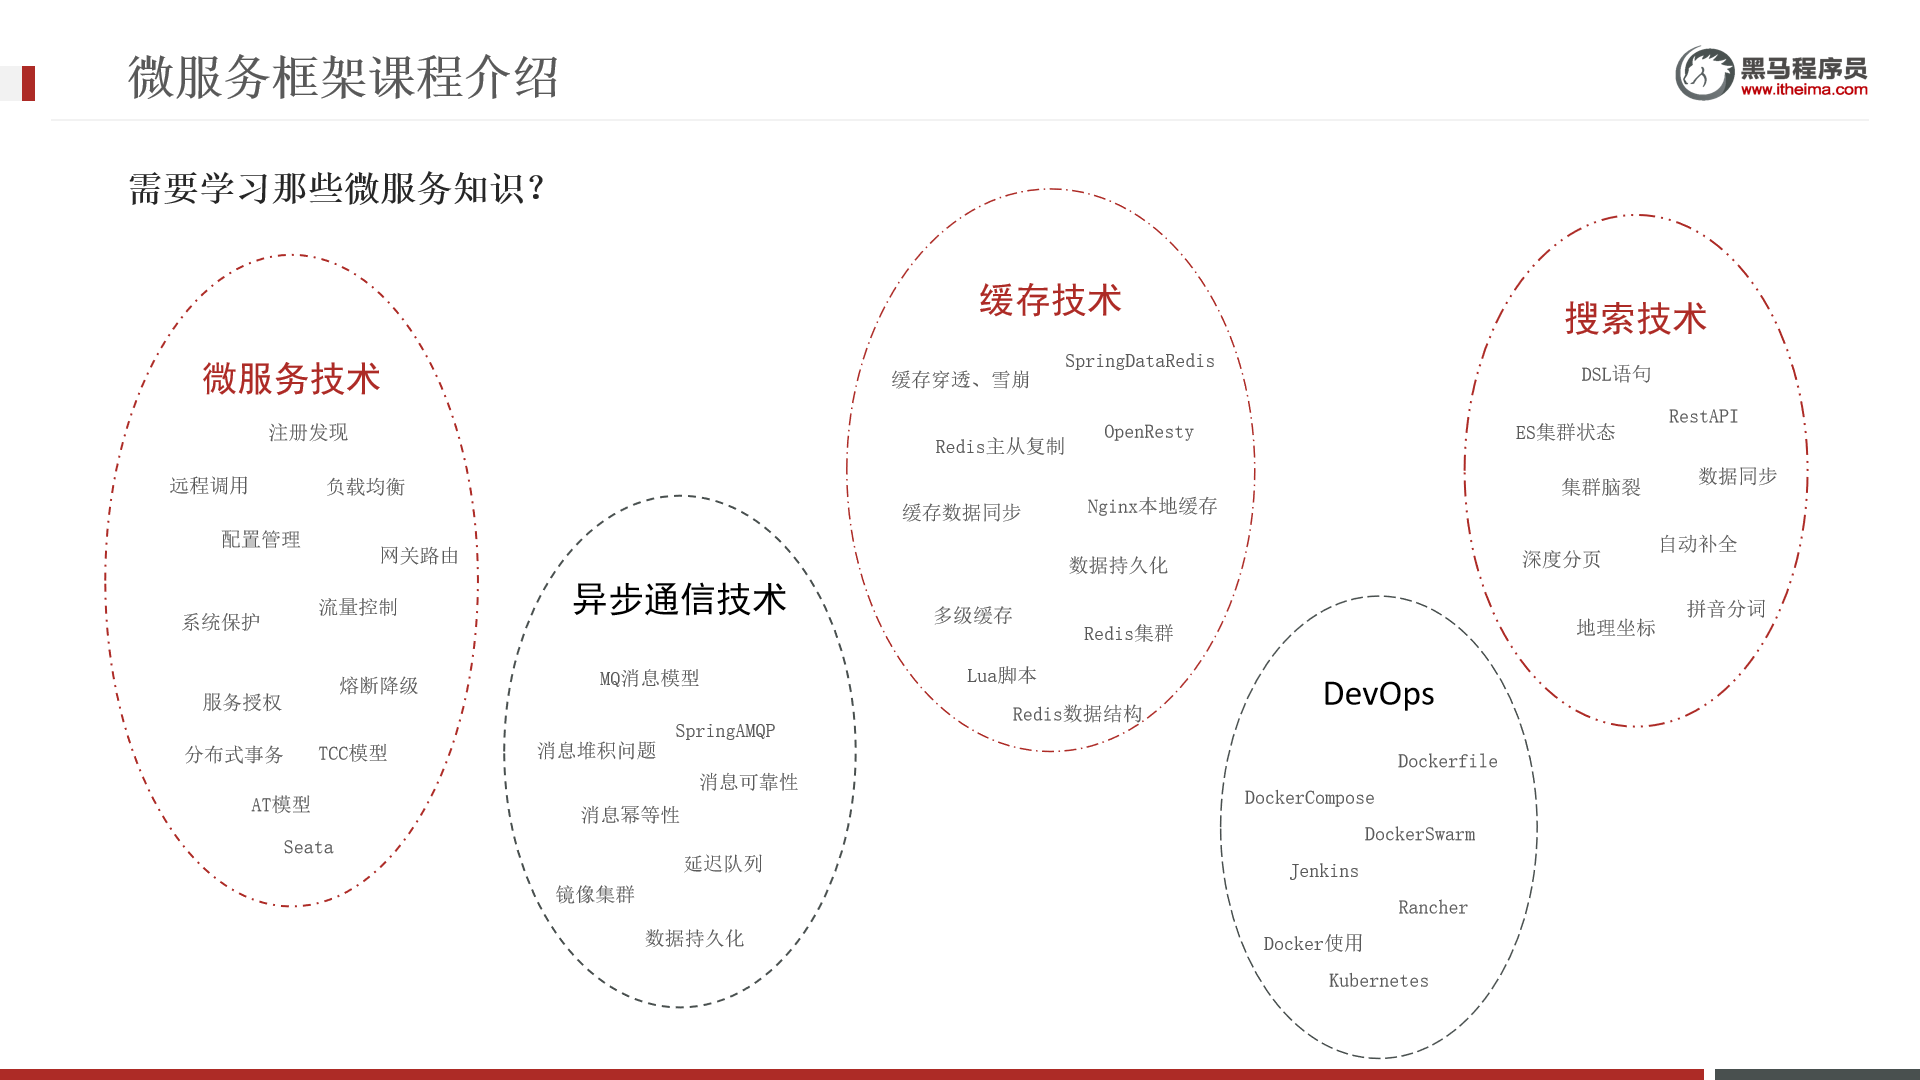 微服务框架课程介绍
黑马程序员
www.itheima.com
需要学习那些微服务知识？
微服务技术
注册发现
远程调用
负载均衡
配置管理
网关路由
系统保护
流量控制
服务授权
熔断降级
分布式事务
TCC模型
AT模型
Seata
异步通信技术
MQ消息模型
SpringAMQP
消息堆积问题
消息可靠性
消息幂等性
延迟队列
镜像集群
数据持久化
缓存技术
SpringDataRedis
缓存穿透、雪崩
OpenResty
Redis主从复制
Nginx本地缓存
缓存数据同步
数据持久化
多级缓存
Redis集群
Lua脚本
Redis数据结构
DevOps
Dockerfile
DockerCompose
DockerSwarm
Jenkins
Rancher
Docker使用
Kubernetes
搜索技术
DSL语句
RestAPI
ES集群状态
数据同步
集群脑裂
自动补全
深度分页
拼音分词
地理坐标